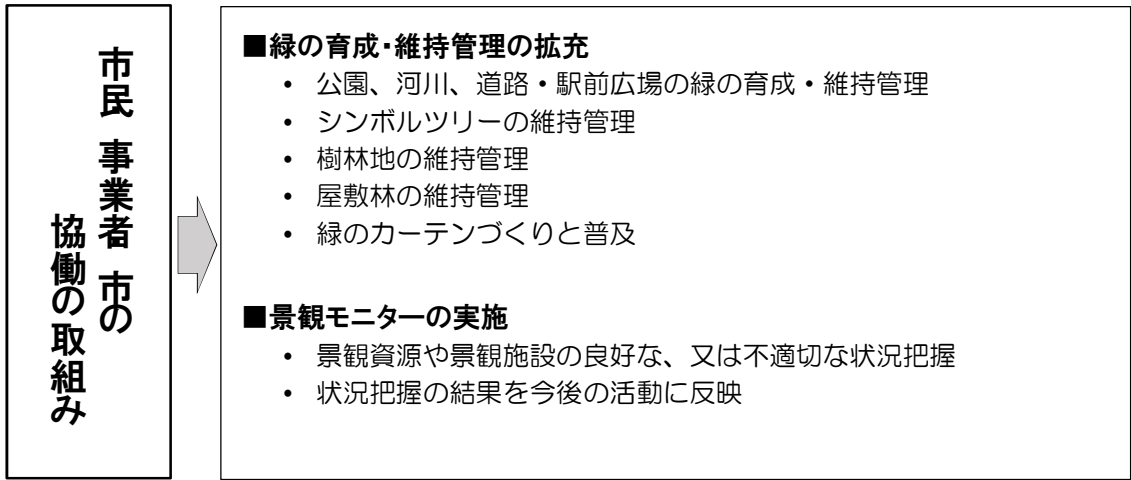 市民 事業者 市の
協働の取組み
■緑の育成・維持管理の拡充
• 公園、河川、道路・駅前広場の緑の育成・維持管理
• シンボルツリーの維持管理
• 樹林地の維持管理
• 屋敷林の維持管理
• 緑のカーテンづくりと普及
■景観モニターの実施
• 景観資源や景観施設の良好な、又は不適切な状況把握
• 状況把握の結果を今後の活動に反映